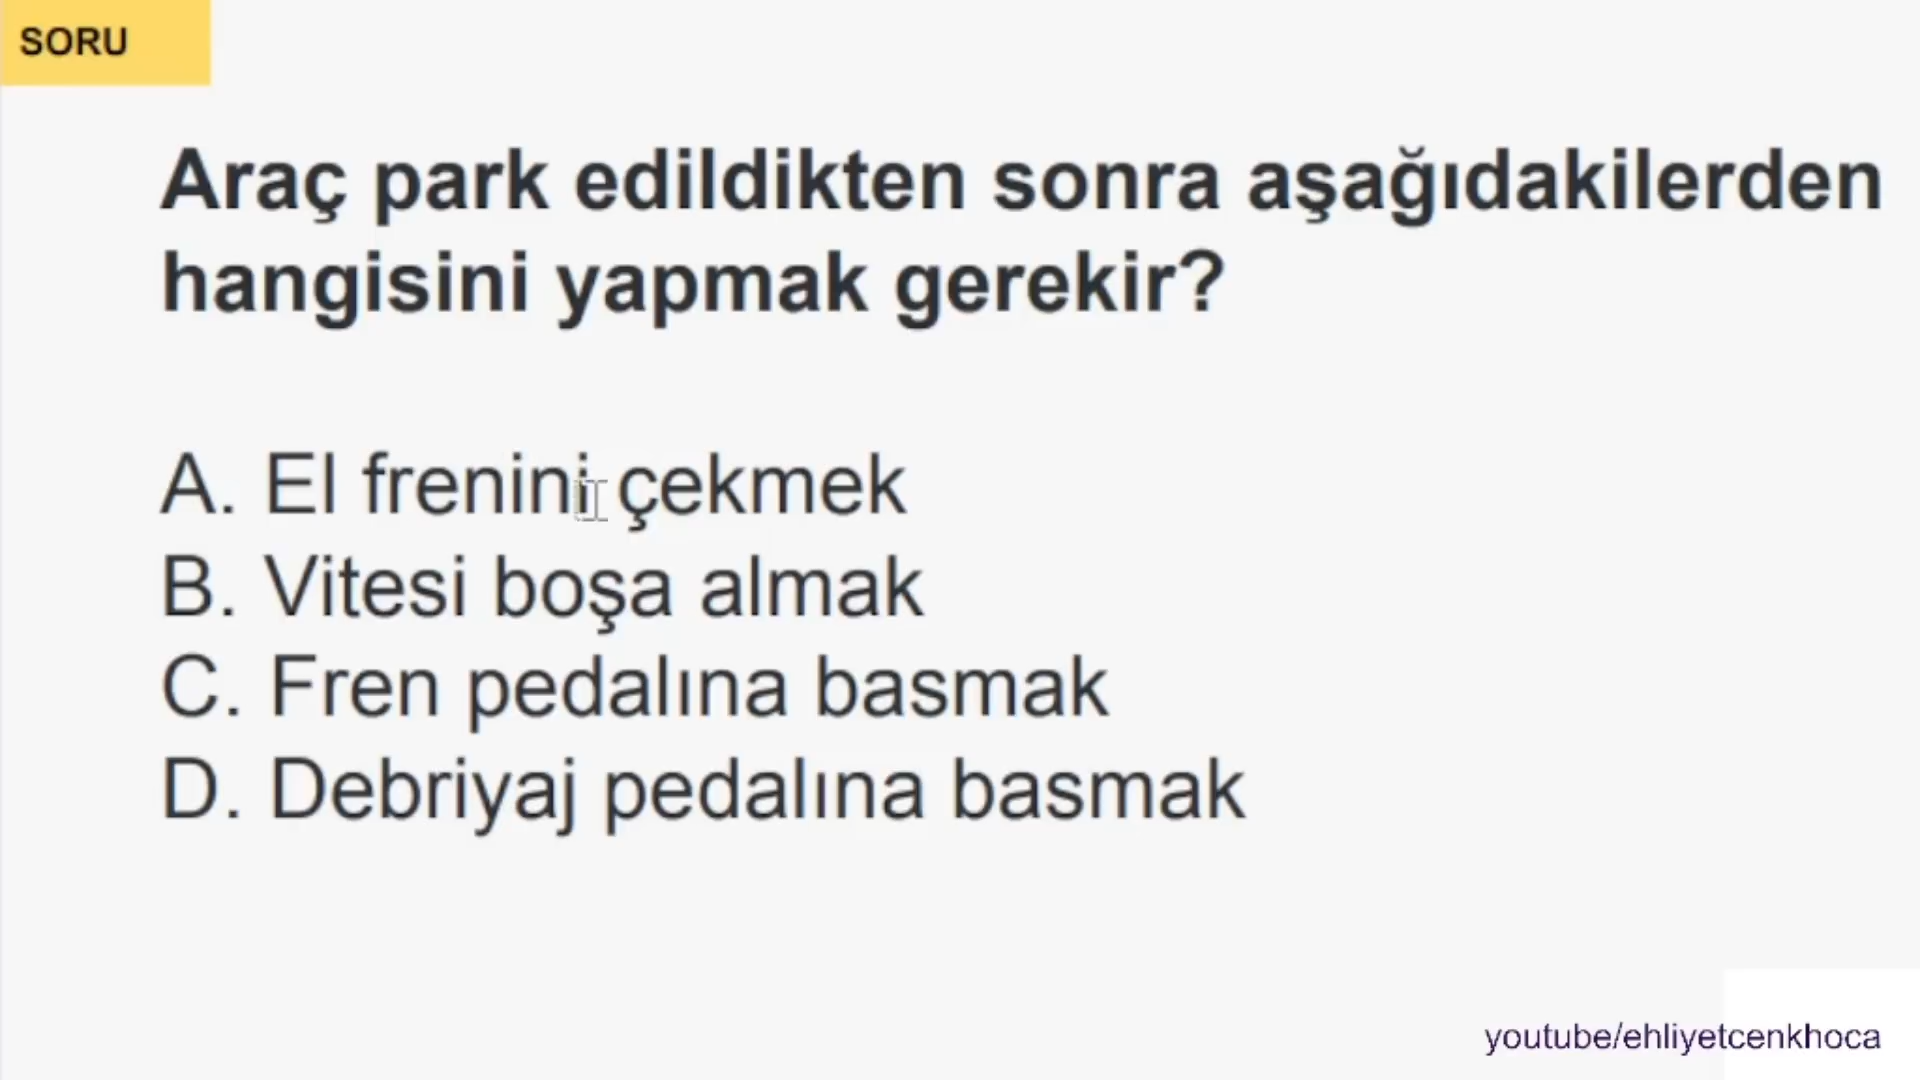 SORU
Araç park edildikten sonra aşağıdakilerden
hangisini yapmak gerekir?
A. El frenini çekmek
B. Vitesi boşa almak
C. Fren pedalına basmak
D. Debriyaj pedalına basmak
youtube/ehliyetcenkhoca